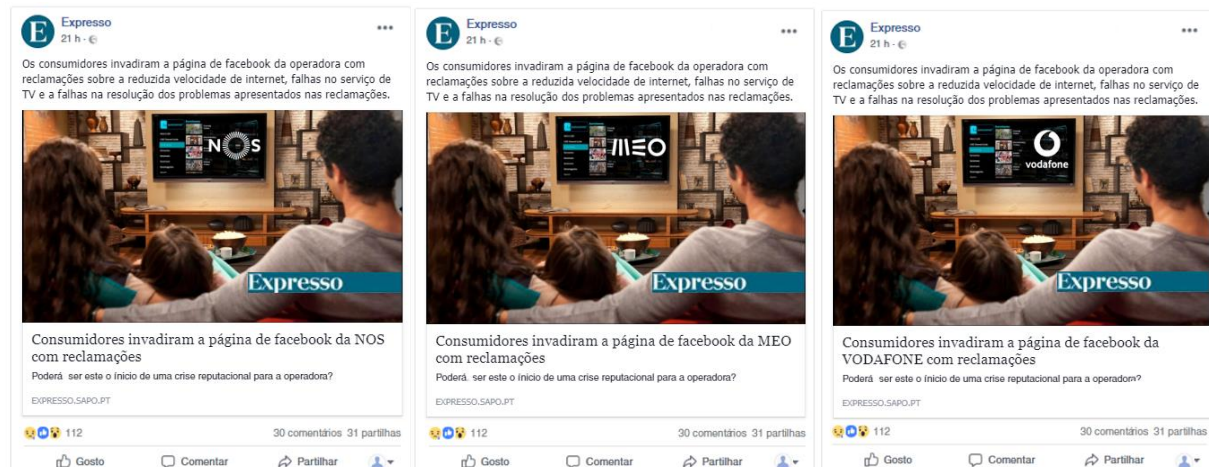 Expresso
21 h ·
Os consumidores invadiram a página de facebook da operadora com
reclamações sobre a reduzida velocidade de internet, falhas no serviço de
TV e a falhas na resolução dos problemas apresentados nas reclamações.
NOS
Expresso
Consumidores invadiram a página de facebook da NOS
com reclamações
Poderá ser este o ínicio de uma crise reputacional para a operadora?
EXPRESSO.SAPO.PT
112
30 comentários 31 partilhas
Gosto
Comentar
Partilhar
Expresso
21 h ·
Os consumidores invadiram a página de facebook da operadora com
reclamações sobre a reduzida velocidade de internet, falhas no serviço de
TV e a falhas na resolução dos problemas apresentados nas reclamações.
MEO
Expresso
Consumidores invadiram a página de facebook da MEO
com reclamações
Poderá ser este o ínicio de uma crise reputacional para a operadora?
EXPRESSO.SAPO.PT
112
30 comentários 31 partilhas
Gosto
Comentar
Partilhar
Expresso
21 h ·
Os consumidores invadiram a página de facebook da operadora com
reclamações sobre a reduzida velocidade de internet, falhas no serviço de
TV e a falhas na resolução dos problemas apresentados nas reclamações.
vodafone
Expresso
Consumidores invadiram a página de facebook da
VODAFONE com reclamações
Poderá ser este o ínicio de uma crise reputacional para a operadora?
EXPRESSO.SAPO.PT
112
30 comentários 31 partilhas
Gosto
Comentar
Partilhar